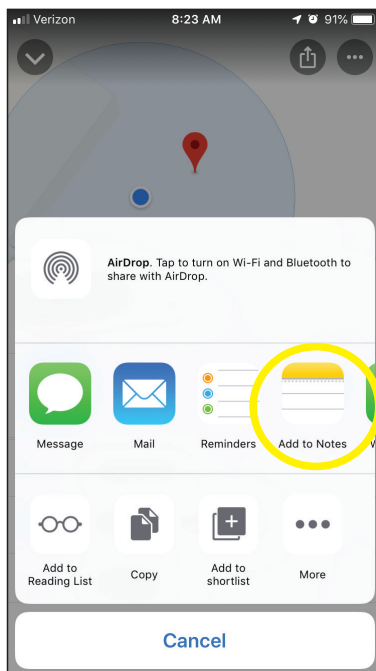 Verizon 8:23 AM 91%
AirDrop. Tap to turn on Wi-Fi and Bluetooth to
share with AirDrop.
Message Mail Reminders Add to Notes W
Add to
Reading List
Copy
Add to
shortlist
More
Cancel